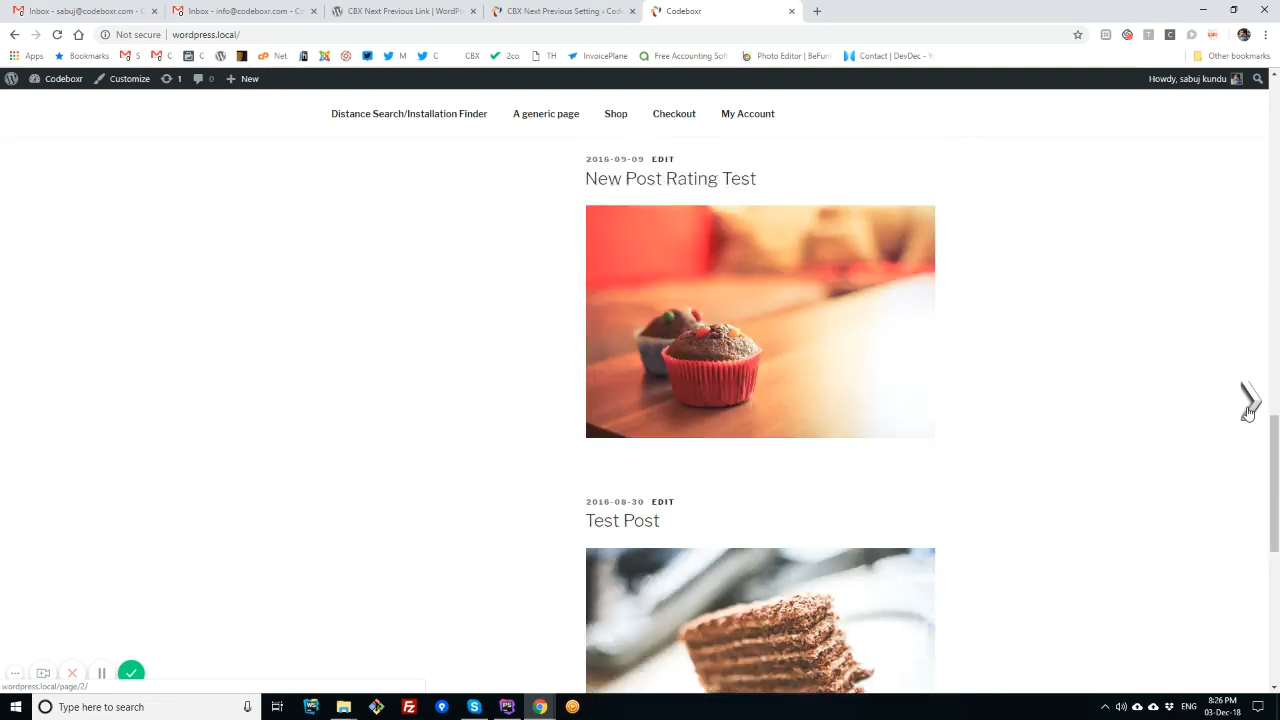 Inbox - sabuj@codeboxr.com - C
Inbox - info@codeboxr.com - Co
CBX Next Previous Link | WordPre
CBX Next Previous Setting ‹ Code
Codeboxr
Not secure | wordpress.local/
Apps
Bookmarks
S
C
Net
M
C
CBX
2co
TH
InvoicePlane
Free Accounting Soft
Photo Editor | BeFun
Contact | DevDec - W
Other bookmarks
Codeboxr
Customize
1
0
New
Howdy, sabuj kundu
Distance Search/Installation Finder
A generic page
Shop
Checkout
My Account
2016-09-09 EDIT
New Post Rating Test
2016-08-30 EDIT
Test Post
wordpress.local/page/2/
Type here to search
ENG
8:26 PM
03-Dec-18